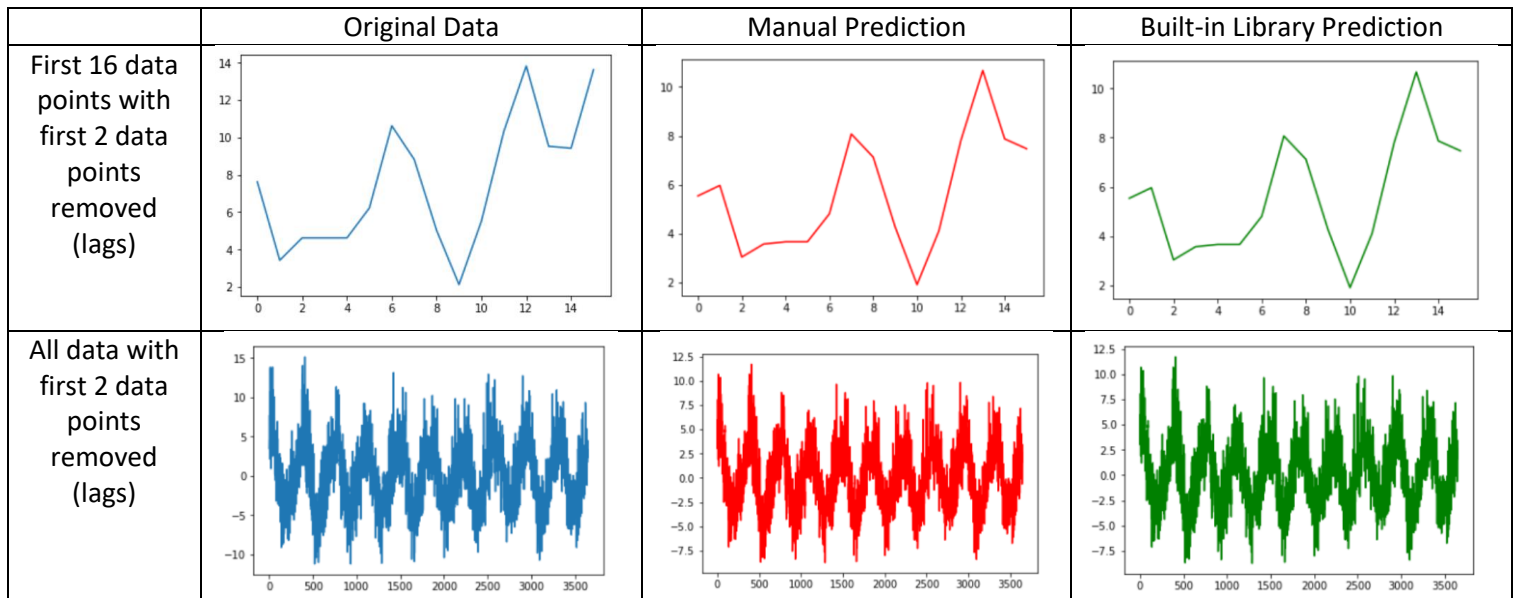 Original Data
Manual Prediction
Built-in Library Prediction
First 16 data
points with
first 2 data
points
removed
(lags)
14
12
10
8
6
4
2
0 2 4 6 8 10 12 14
10
8
6
4
2
0 2 4 6 8 10 12 14
10
8
6
4
2
0 2 4 6 8 10 12 14
All data with
first 2 data
points
removed
(lags)
15
10
5
0
−5
−10
0 500 1000 1500 2000 2500 3000 3500
12.5
10.0
7.5
5.0
2.5
0.0
−2.5
−5.0
−7.5
0 500 1000 1500 2000 2500 3000 3500
12.5
10.0
7.5
5.0
2.5
0.0
−2.5
−5.0
−7.5
0 500 1000 1500 2000 2500 3000 3500